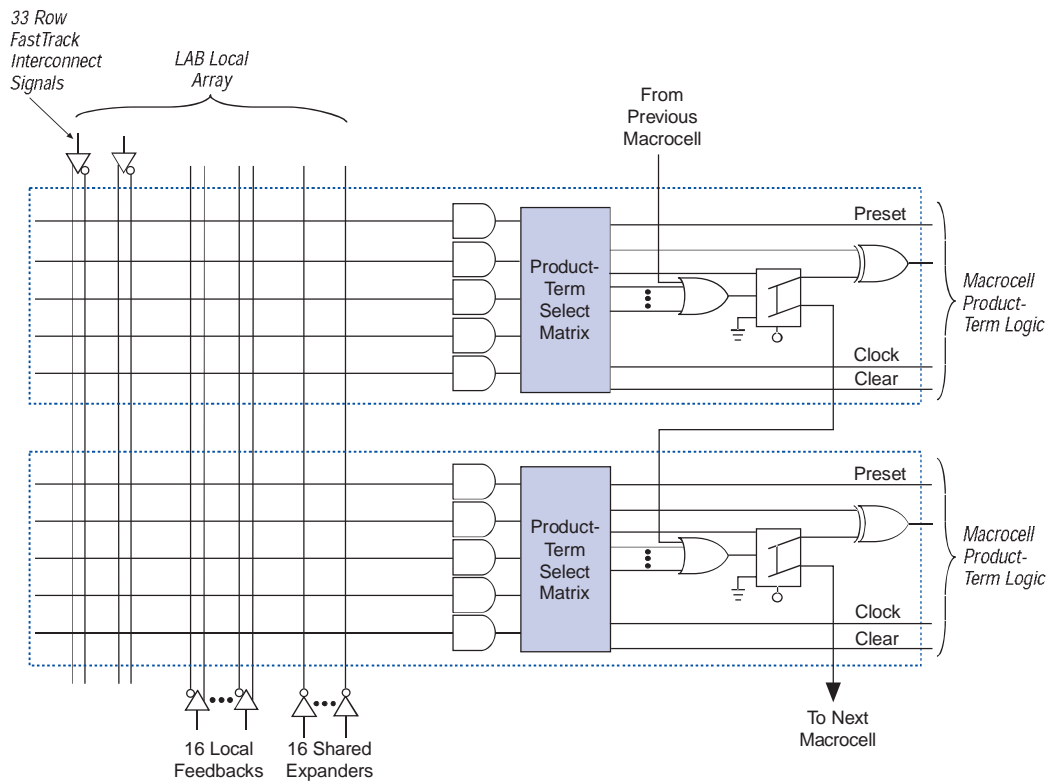 33 Row
FastTrack
Interconnect
Signals
LAB Local
Array
From
Previous
Macrocell
Preset
Product-
Term
Select
Matrix
Macrocell
Product-
Term Logic
Clock
Clear
Preset
Product-
Term
Select
Matrix
Macrocell
Product-
Term Logic
Clock
Clear
16 Local
Feedbacks
16 Shared
Expanders
To Next
Macrocell